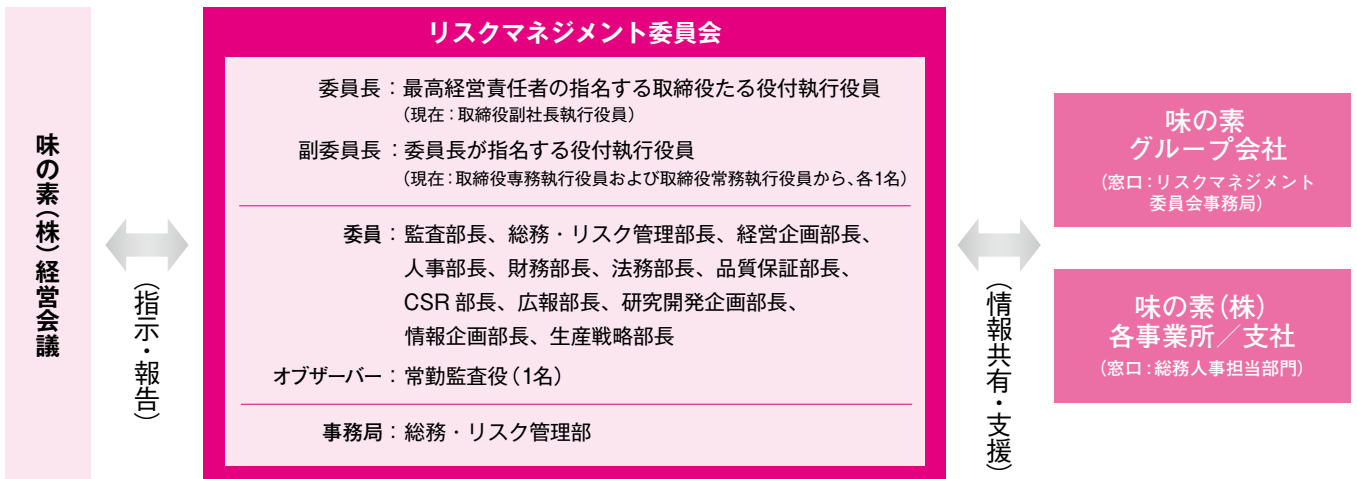 味の素（株）経営会議
（指示・報告）
リスクマネジメント委員会
委員長：最高経営責任者の指名する取締役たる役付執行役員
（現在：取締役副社長執行役員）
副委員長：委員長が指名する役付執行役員
（現在：取締役専務執行役員および取締役常務執行役員から、各1名）
委員：監査部長、総務・リスク管理部長、経営企画部長、
人事部長、財務部長、法務部長、品質保証部長、
CSR 部長、広報部長、研究開発企画部長、
情報企画部長、生産戦略部長
オブザーバー：常勤監査役（1名）
事務局：総務・リスク管理部
（情報共有・支援）
味の素
グループ会社
（窓口：リスクマネジメント
委員会事務局）
味の素（株）
各事業所／支社
（窓口：総務人事担当部門）